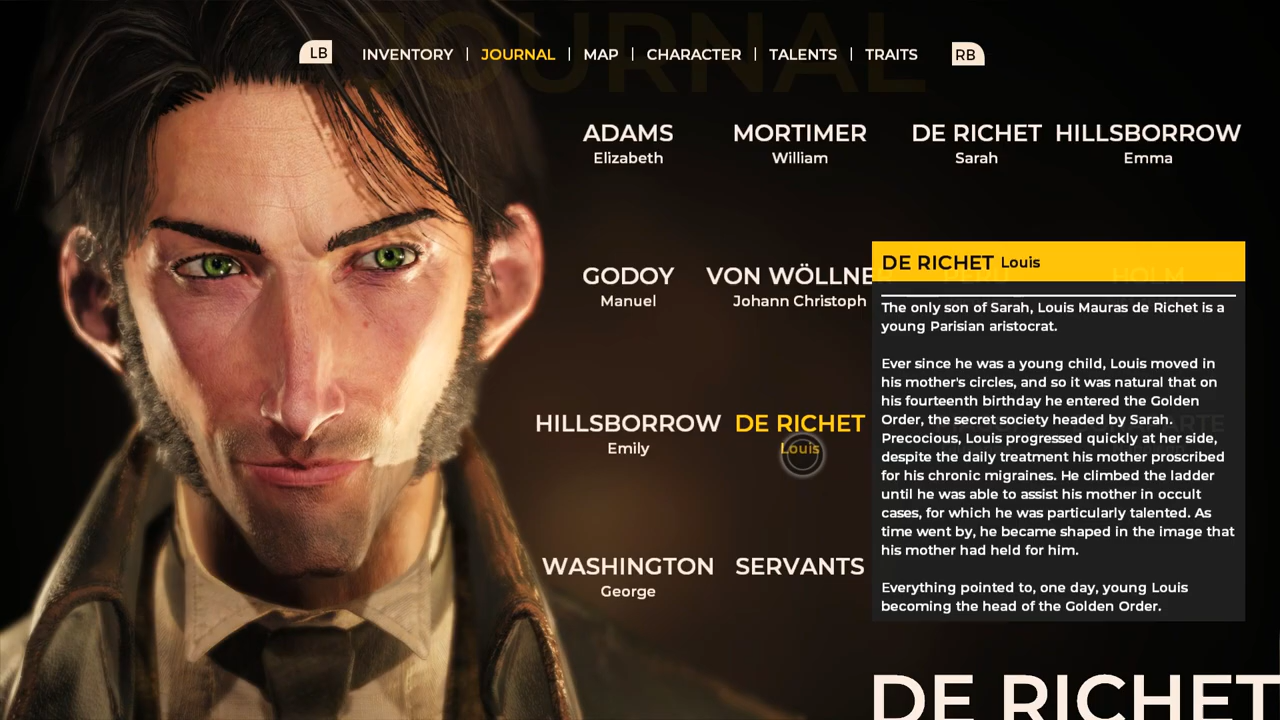 JOURNAL
LB INVENTORY | JOURNAL | MAP | CHARACTER | TALENTS | TRAITS RB
ADAMS MORTIMER DE RICHET HILLSBORROW
Elizabeth William Sarah Emma
GODOY VON WÖLLNE HOLM
Manuel Johann Christoph
HILLSBORROW DE RICHET
Emily Louis
WASHINGTON SERVANTS
George
DE RICHET Louis
The only son of Sarah, Louis Mauras de Richet is a
young Parisian aristocrat.
Ever since he was a young child, Louis moved in
his mother's circles, and so it was natural that on
his fourteenth birthday he entered the Golden
Order, the secret society headed by Sarah.
Precocious, Louis progressed quickly at her side,
despite the daily treatment his mother proscribed
for his chronic migraines. He climbed the ladder
until he was able to assist his mother in occult
cases, for which he was particularly talented. As
time went by, he became shaped in the image that
his mother had held for him.
Everything pointed to, one day, young Louis
becoming the head of the Golden Order.
DE RICHET